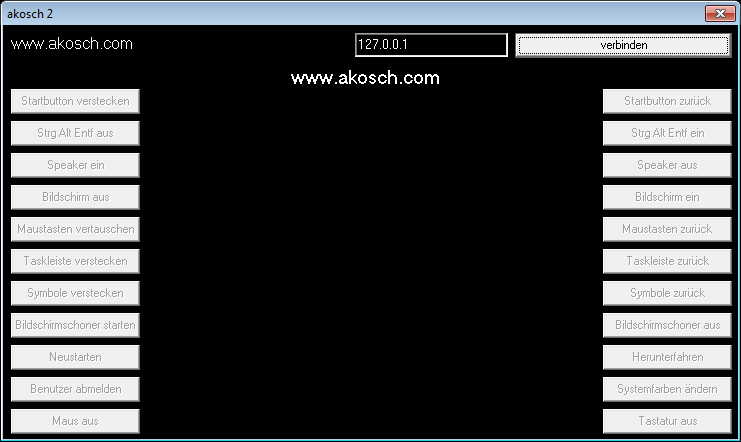 akosch 2
www.akosch.com
127.0.0.1
verbinden
www.akosch.com
Startbutton verstecken
Startbutton zurück
Strg Alt Entf aus
Strg Alt Entf ein
Speaker ein
Speaker aus
Bildschirm aus
Bildschirm ein
Maustasten vertauschen
Maustasten zurück
Taskleiste verstecken
Taskleiste zurück
Symbole verstecken
Symbole zurück
Bildschirmschoner starten
Bildschirmschoner aus
Neustarten
Herunterfahren
Benutzer abmelden
Systemfarben ändern
Maus aus
Tastatur aus